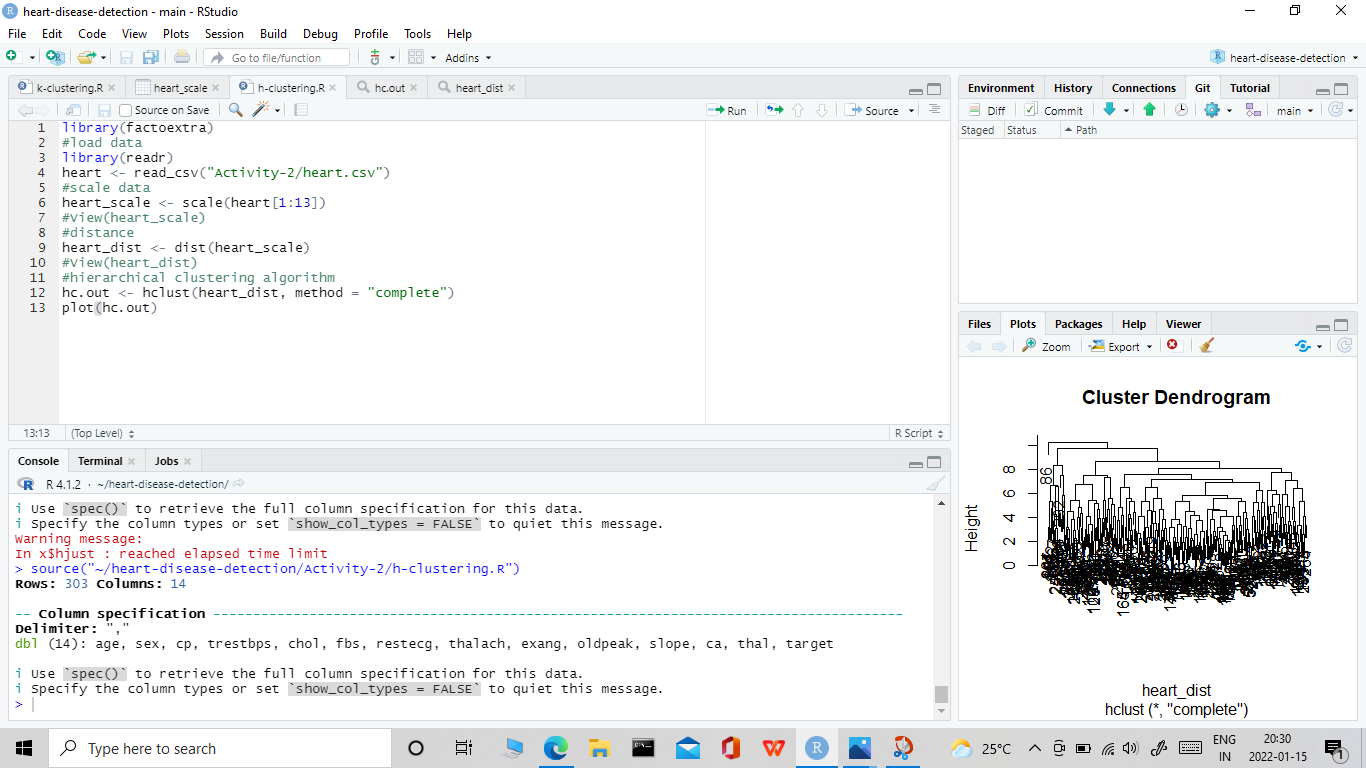 heart-disease-detection - main - RStudio
File Edit Code View Plots Session Build Debug Profile Tools Help
Go to file/function Addins heart-disease-detection
k-clustering.R heart_scale h-clustering.R hc.out heart_dist
Source on Save Run Source
1 library(factoextra)
2 #load data
3 library(readr)
4 heart <- read_csv("Activity-2/heart.csv")
5 #scale data
6 heart_scale <- scale(heart[1:13])
7 #View(heart_scale)
8 #distance
9 heart_dist <- dist(heart_scale)
10 #View(heart_dist)
11 #hierarchical clustering algorithm
12 hc.out <- hclust(heart_dist, method = "complete")
13 plot(hc.out)
13:13 (Top Level) R Script
Console Terminal Jobs
R 4.1.2 · ~/heart-disease-detection/
i Use `spec()` to retrieve the full column specification for this data.
i Specify the column types or set `show_col_types = FALSE` to quiet this message.
Warning message:
In x$hjust : reached elapsed time limit
> source("~/heart-disease-detection/Activity-2/h-clustering.R")
Rows: 303 Columns: 14
-- Column specification --------------------------------------------------------
Delimiter: ","
dbl (14): age, sex, cp, trestbps, chol, fbs, restecg, thalach, exang, oldpeak, slope, ca, thal, target
i Use `spec()` to retrieve the full column specification for this data.
i Specify the column types or set `show_col_types = FALSE` to quiet this message.
>
Environment History Connections Git Tutorial
Diff Commit main
Staged Status Path
Files Plots Packages Help Viewer
Zoom Export
Cluster Dendrogram
Height
0 2 4 6 8
86
heart_dist
hclust (*, "complete")
Type here to search
25°C
ENG
IN
20:30
2022-01-15
1